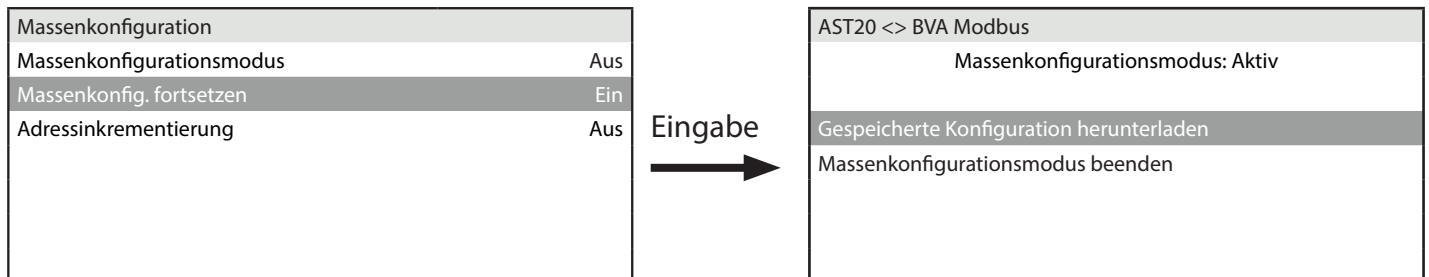 Massenkonfiguration
Massenkonfigurationsmodus Aus
Massenkonfig. fortsetzen Ein
Adressinkrementierung Aus
Eingabe
AST20 <> BVA Modbus
Massenkonfigurationsmodus: Aktiv
Gespeicherte Konfiguration herunterladen
Massenkonfigurationsmodus beenden